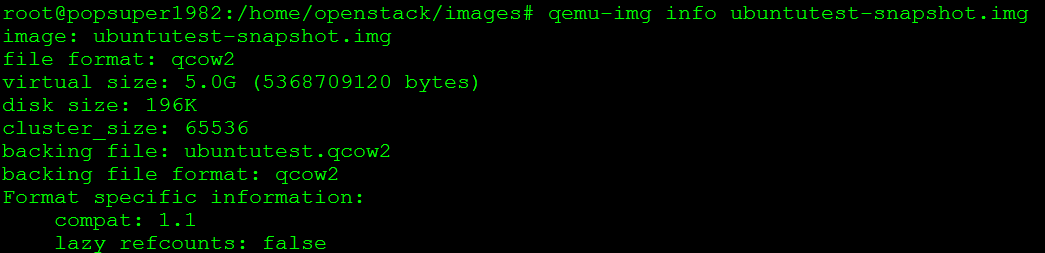 root@popsuper1982:/home/openstack/images# qemu-img info ubuntutest-snapshot.img
image: ubuntutest-snapshot.img
file format: qcow2
virtual size: 5.0G (5368709120 bytes)
disk size: 196K
cluster_size: 65536
backing file: ubuntutest.qcow2
backing file format: qcow2
Format specific information:
    compat: 1.1
    lazy refcounts: false